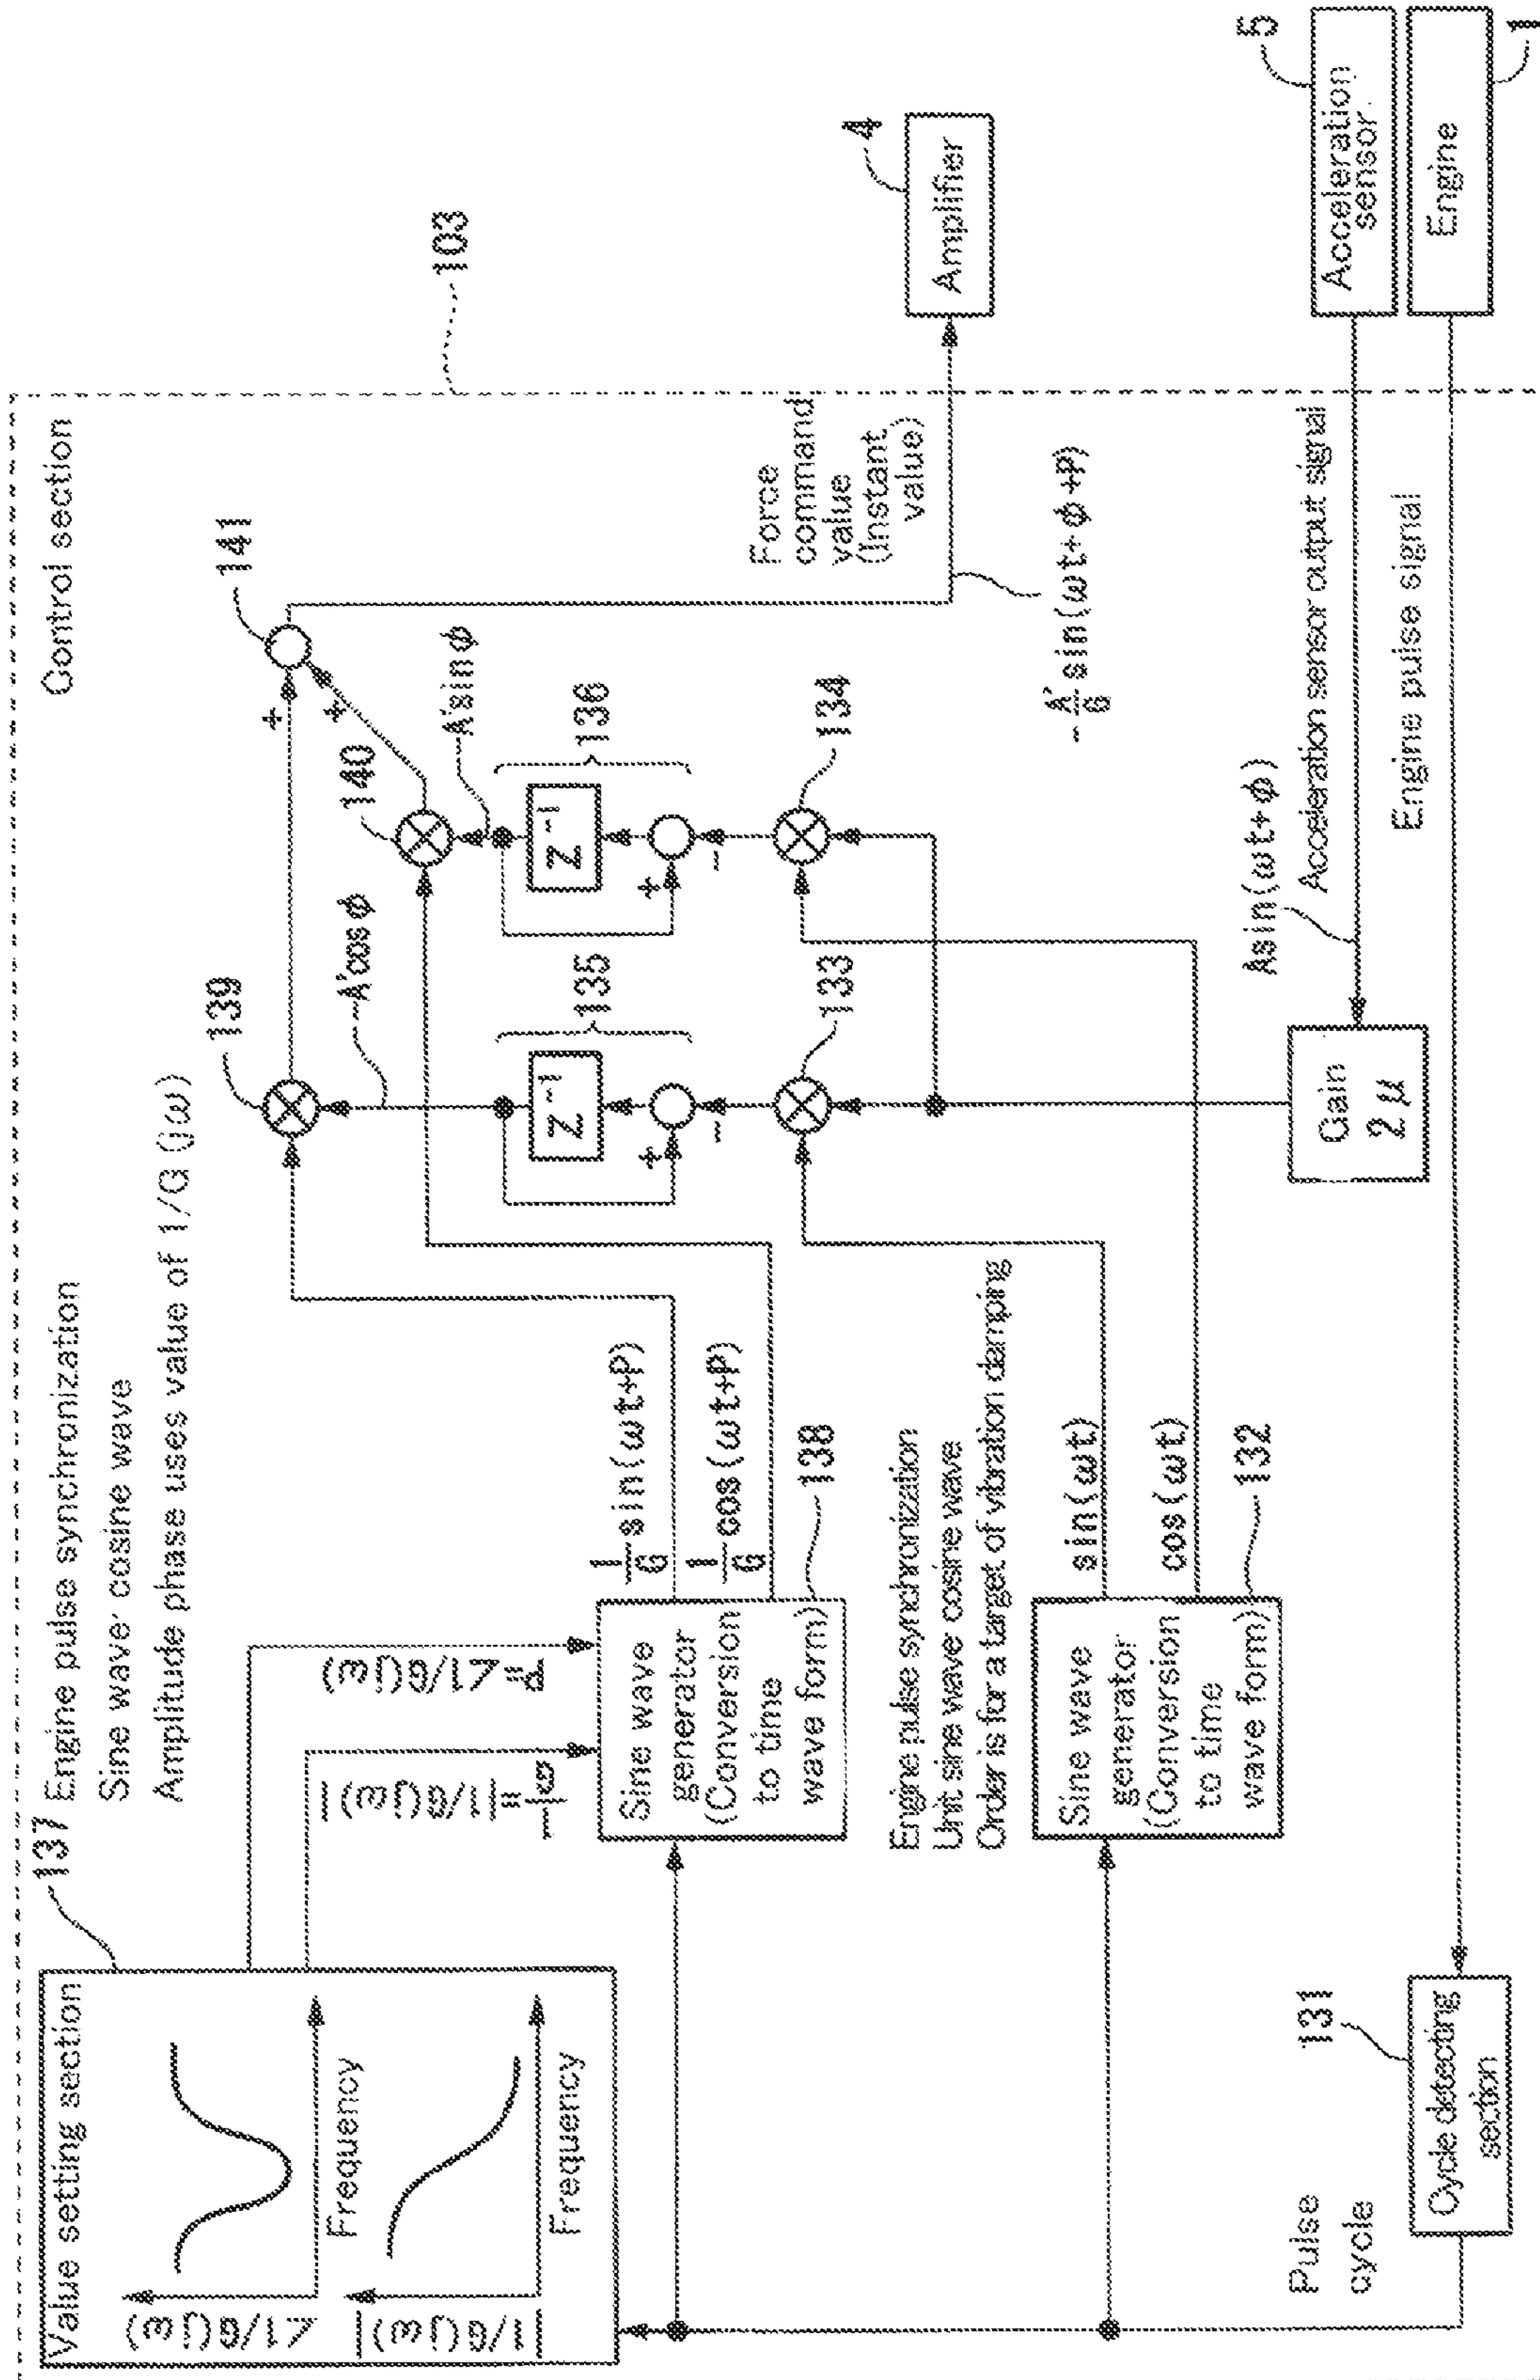 Control section
103
137
Value setting section
∠1/G(jω)
Frequency
|1/G(jω)|
Frequency
Engine pulse synchronization
Sine wave cosine wave
Amplitude phase uses value of 1/G (jω)
P=∠1/G(jω)
1/G=|1/G(jω)|
Sine wave
generator
(Conversion
to time
wave form)
138
1/G sin(ωt+P)
1/G cos(ωt+P)
Engine pulse synchronization
Unit sine wave cosine wave
Order is for a target of vibration damping
Sine wave
generator
(Conversion
to time
wave form)
132
sin(ωt)
cos(ωt)
139
A'cosφ
140
A'sinφ
141
+
+
Z⁻¹
135
+
-
133
Z⁻¹
136
+
-
134
Force
command
value
(Instant
value)
-A'/G sin(ωt+φ+P)
4
Amplifier
Gain
2μ
Asin(ωt+φ)
Acceleration sensor output signal
Engine pulse signal
5
Acceleration
sensor
Engine
1
131
Cycle detecting
section
Pulse
cycle